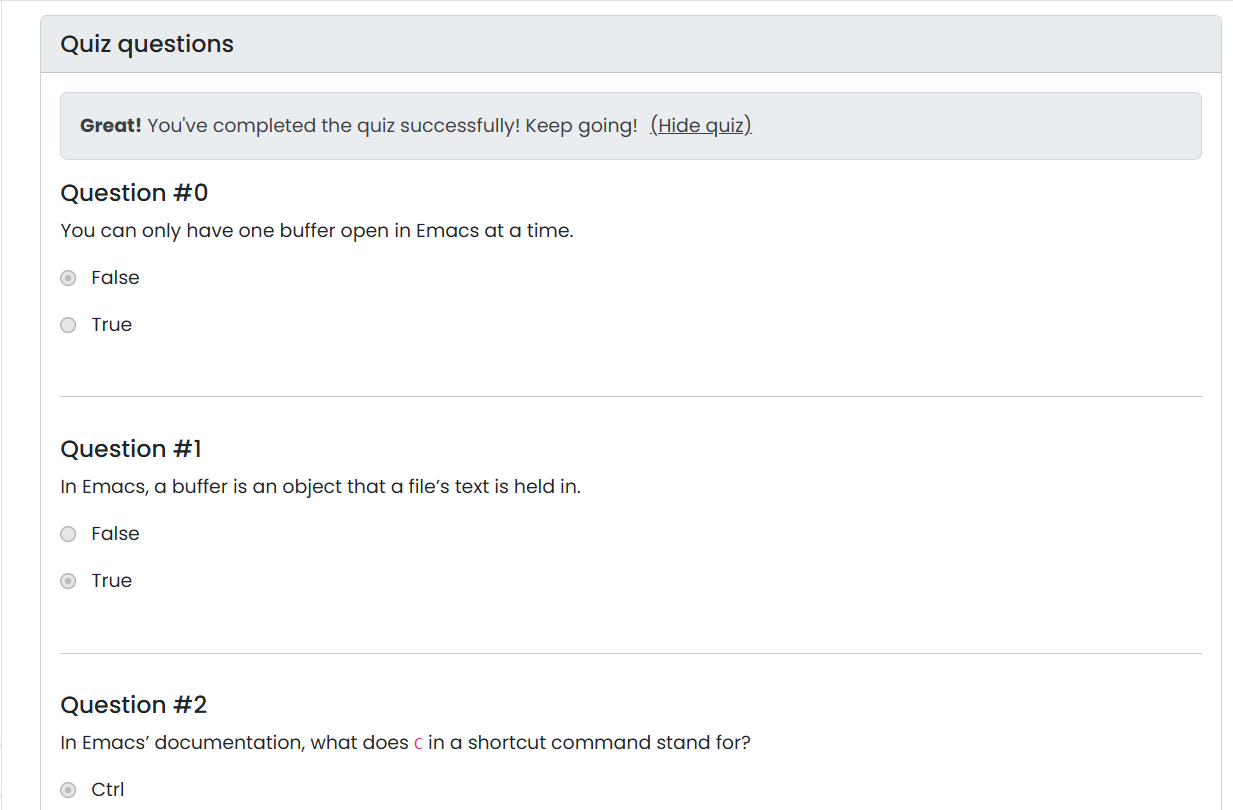 Quiz questions
Great! You've completed the quiz successfully! Keep going! (Hide quiz)
Question #0
You can only have one buffer open in Emacs at a time.
False
True
Question #1
In Emacs, a buffer is an object that a file’s text is held in.
False
True
Question #2
In Emacs’ documentation, what does C in a shortcut command stand for?
Ctrl